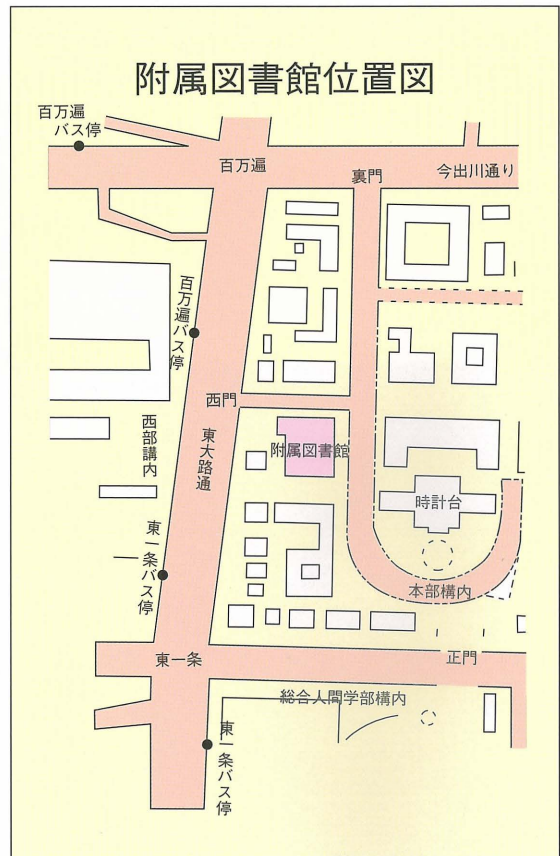 附属図書館位置図
百万遍
バス停
百万遍
裏門
今出川通り
百万遍バス停
西門
東大路通
西部講内
附属図書館
時計台
東一条バス停
本部構内
東一条
正門
総合人間学部構内
東一条バス停